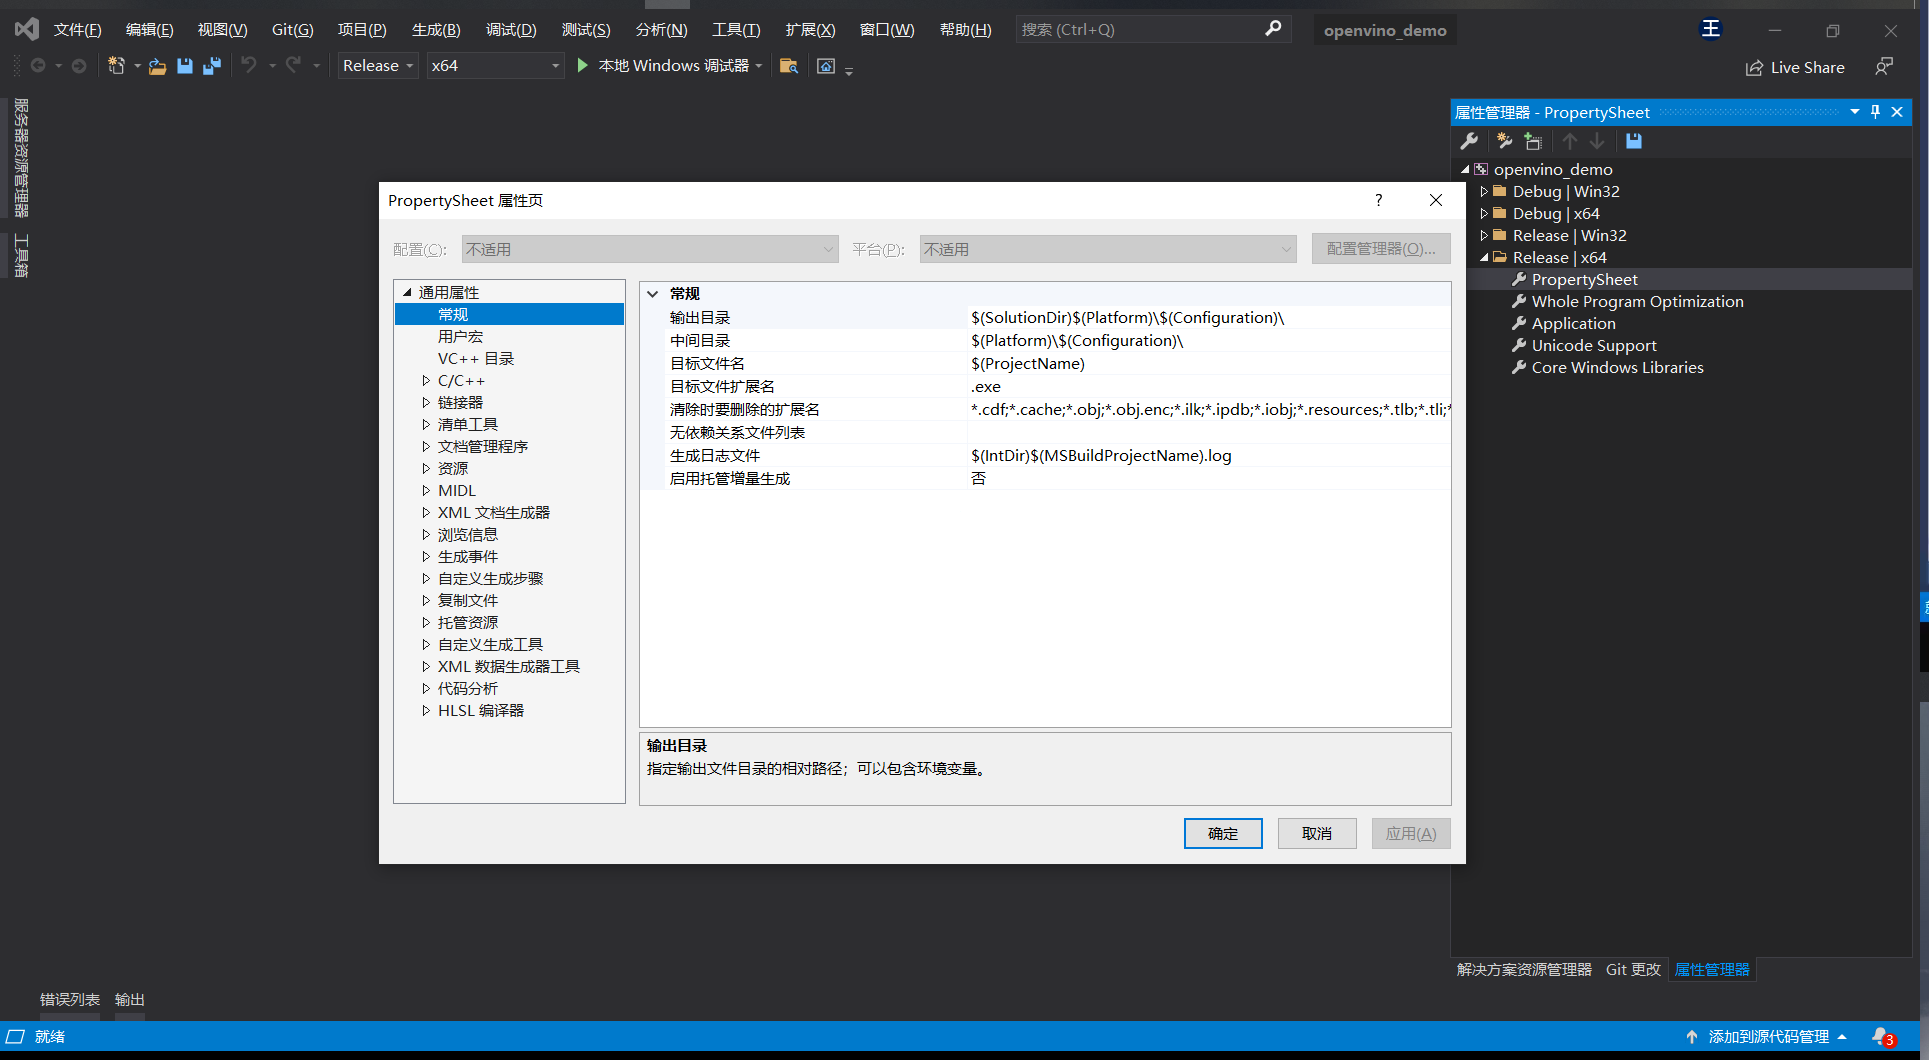 文件(F) 编辑(E) 视图(V) Git(G) 项目(P) 生成(B) 调试(D) 测试(S) 分析(N) 工具(T) 扩展(X) 窗口(W) 帮助(H) 搜索 (Ctrl+Q) openvino_demo 王
Release x64 本地 Windows 调试器 Live Share
服务器资源管理器
工具箱
属性管理器 - PropertySheet
openvino_demo
Debug | Win32
Debug | x64
Release | Win32
Release | x64
PropertySheet
Whole Program Optimization
Application
Unicode Support
Core Windows Libraries
PropertySheet 属性页 ?
配置(C): 不适用 平台(P): 不适用 配置管理器(O)...
通用属性
常规
用户宏
VC++ 目录
C/C++
链接器
清单工具
文档管理程序
资源
MIDL
XML 文档生成器
浏览信息
生成事件
自定义生成步骤
复制文件
托管资源
自定义生成工具
XML 数据生成器工具
代码分析
HLSL 编译器
常规
输出目录 $(SolutionDir)$(Platform)\$(Configuration)\
中间目录 $(Platform)\$(Configuration)\
目标文件名 $(ProjectName)
目标文件扩展名 .exe
清除时要删除的扩展名 *.cdf;*.cache;*.obj;*.obj.enc;*.ilk;*.ipdb;*.iobj;*.resources;*.tlb;*.tli;*
无依赖关系文件列表
生成日志文件 $(IntDir)$(MSBuildProjectName).log
启用托管增量生成 否
输出目录
指定输出文件目录的相对路径；可以包含环境变量。
确定 取消 应用(A)
解决方案资源管理器 Git 更改 属性管理器
错误列表 输出
就绪 添加到源代码管理 3